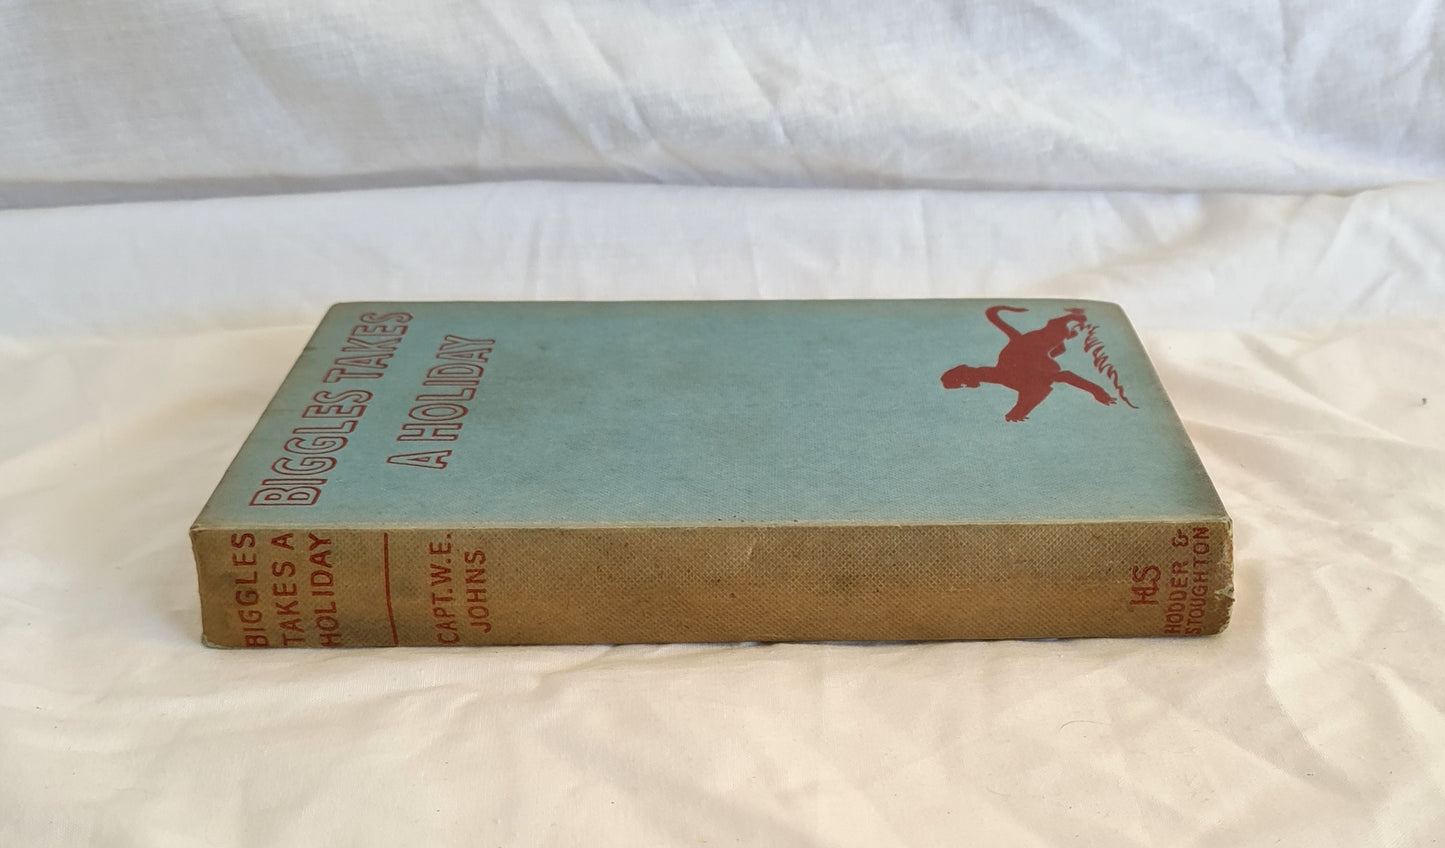 BIGGLES TAKES
A HOLIDAY
BIGGLES
TAKES A
HOLIDAY
CAPT. W. E.
JOHNS
HS
HODDER &
STOUGHTON